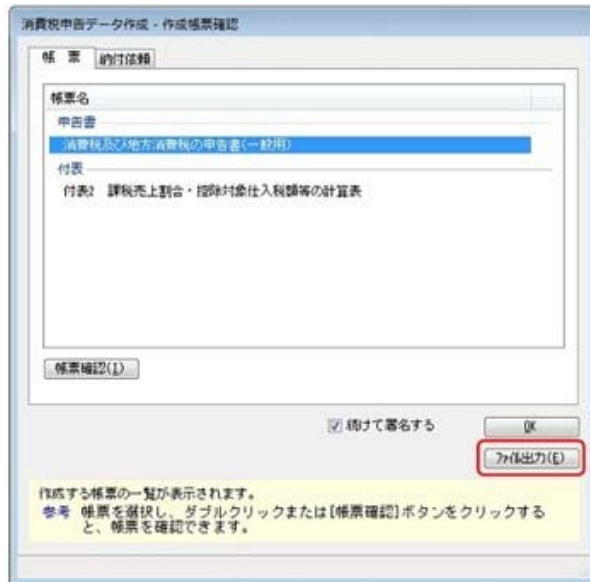 消費税申告データ作成 - 作成帳票確認
帳 票 納付依頼
帳票名
申告書
消費税及び地方消費税の申告書(一般用)
付表
付表2 課税売上割合・控除対象仕入税額等の計算表
帳票確認(I)
続けて署名する
OK
ファイル出力(E)
作成する帳票の一覧が表示されます。
参考 帳票を選択し、ダブルクリックまたは[帳票確認]ボタンをクリックする
と、帳票を確認できます。